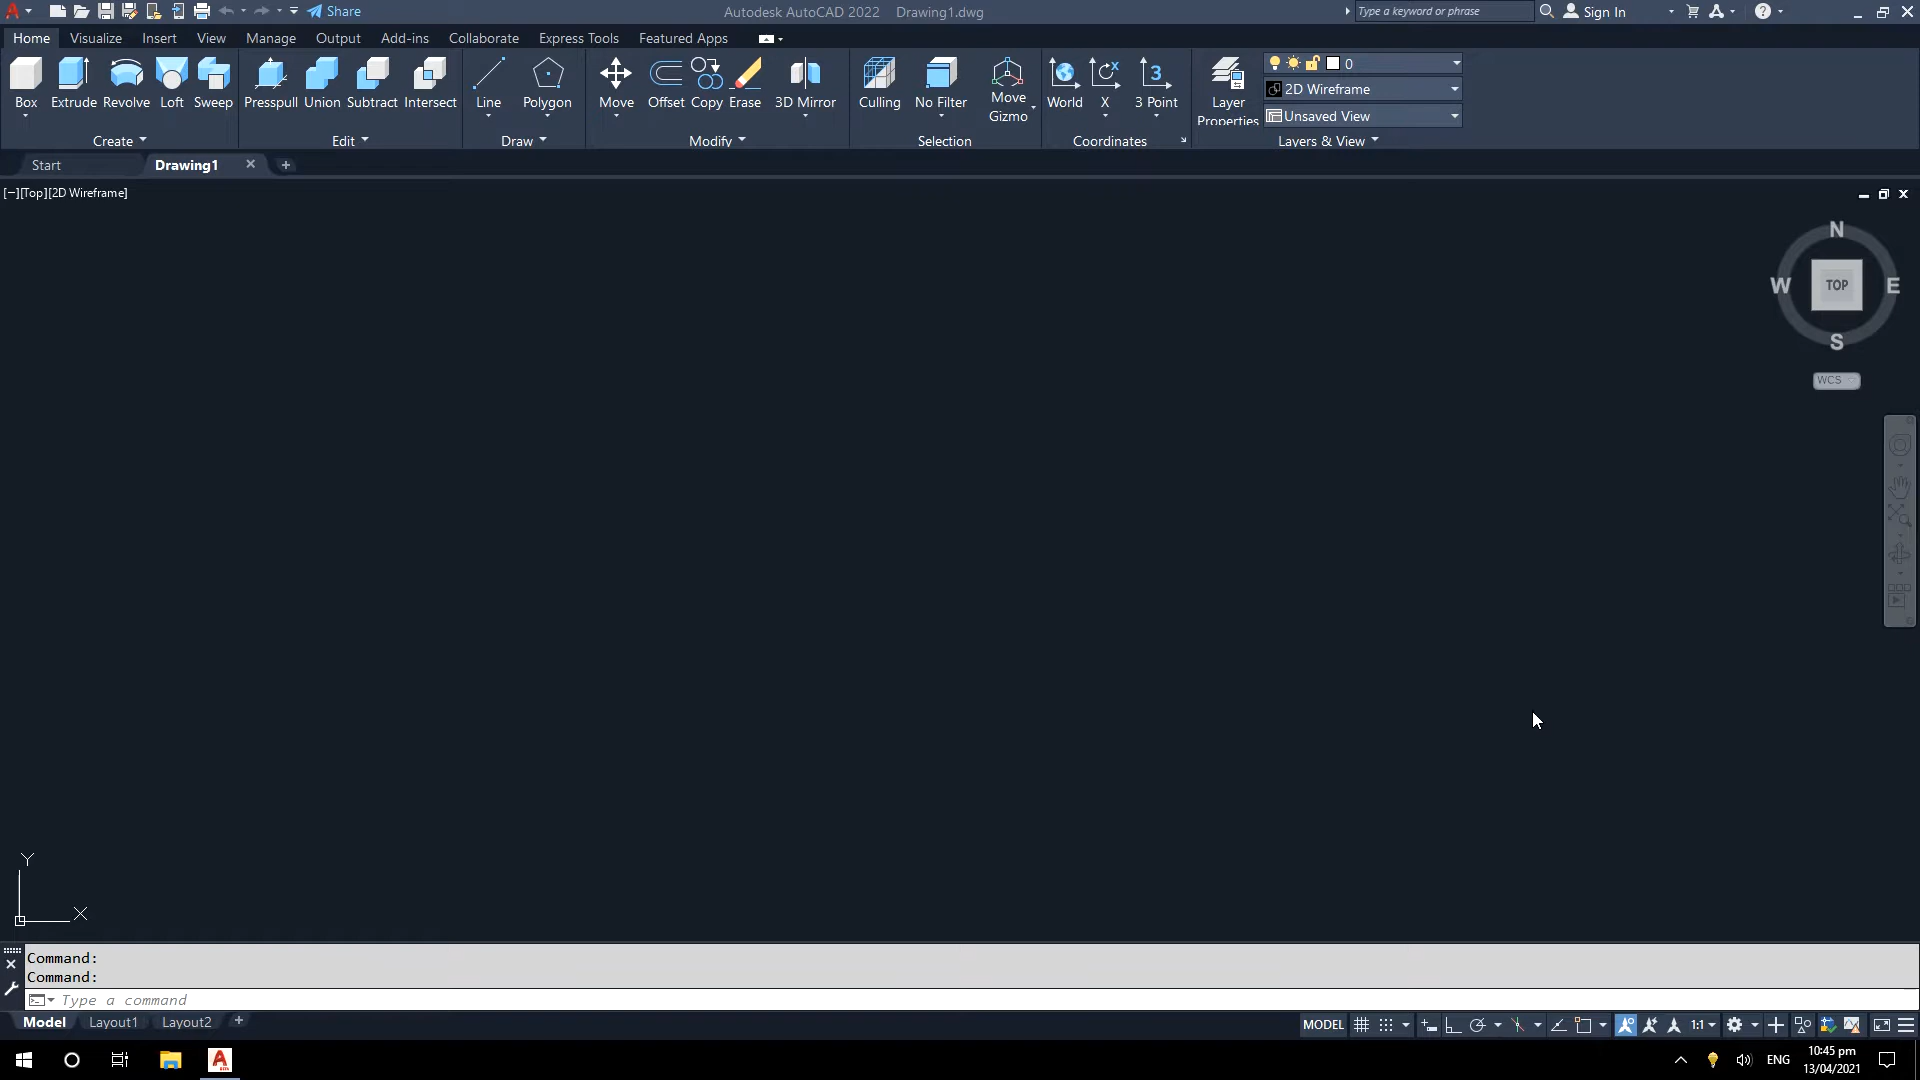 Share
Autodesk AutoCAD 2022 Drawing1.dwg
Type a keyword or phrase
Sign In
Home Visualize Insert View Manage Output Add-ins Collaborate Express Tools Featured Apps
Box Extrude Revolve Loft Sweep
Presspull Union Subtract Intersect
Line Polygon
Move Offset Copy Erase 3D Mirror
Culling No Filter Move Gizmo
World X 3 Point
Layer Properties
0
2D Wireframe
Unsaved View
Create Edit Draw Modify Selection Coordinates Layers & View
Start Drawing1
[−][Top][2D Wireframe]
N
W TOP E
S
WCS
Y
X
Command:
Command:
Type a command
Model Layout1 Layout2
MODEL 1:1
ENG
10:45 pm
13/04/2021